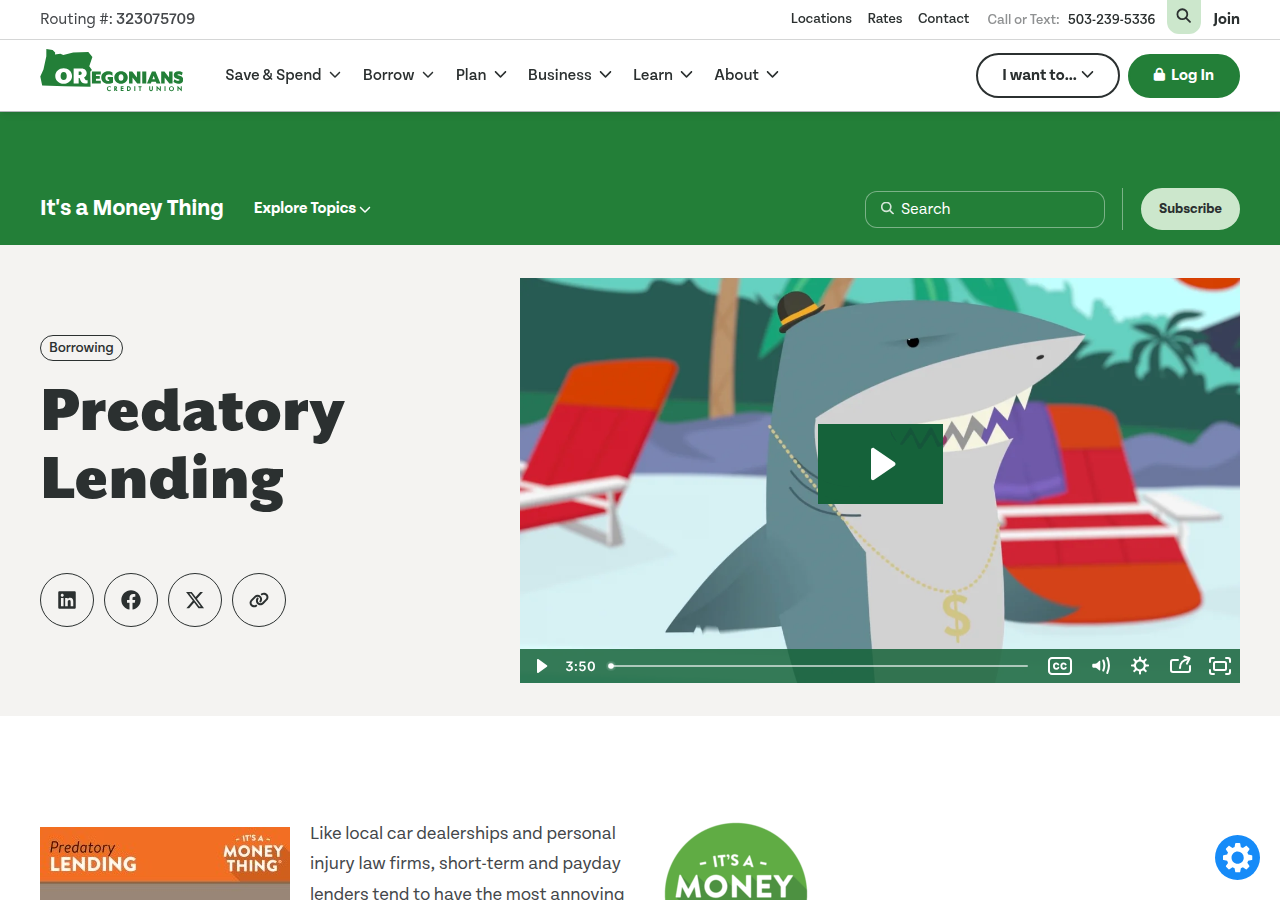 Routing #: 323075709
Locations Rates Contact Call or Text: 503-239-5336 Join
OREGONIANS
CREDIT UNION
Save & Spend Borrow Plan Business Learn About I want to... Log In
It's a Money Thing Explore Topics Search Subscribe
Borrowing
Predatory
Lending
$
3:50 CC
Predatory
LENDING
- IT'S A -
MONEY
THING®
Like local car dealerships and personal
injury law firms, short-term and payday
lenders tend to have the most annoying
- IT'S A -
MONEY